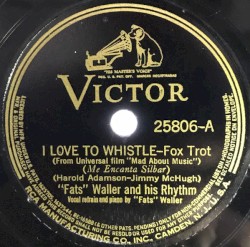 "HIS MASTER'S VOICE"
VICTOR
25806-A
I LOVE TO WHISTLE-Fox Trot
(From Universal film "Mad About Music")
(Me Encanta Silbar)
(Harold Adamson-Jimmy McHugh)
"Fats" Waller and his Rhythm
Vocal refrain and piano by "Fats" Waller
RCA MANUFACTURING CO. INC. CAMDEN, N.J., U.S.A.